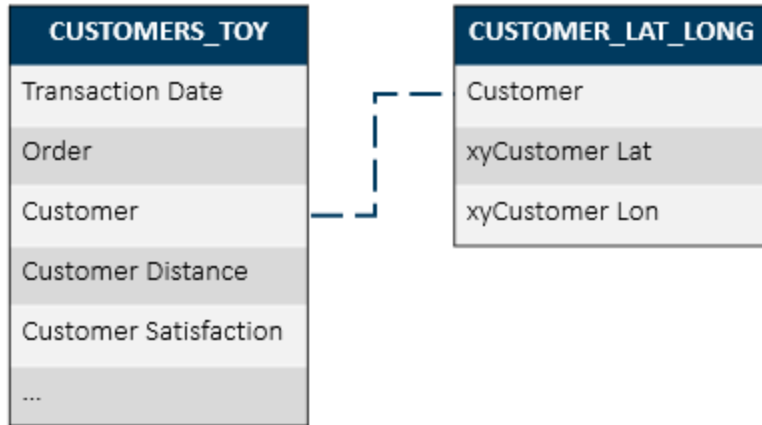 CUSTOMERS_TOY
Transaction Date
Order
Customer
Customer Distance
Customer Satisfaction
...
CUSTOMER_LAT_LONG
Customer
xyCustomer Lat
xyCustomer Lon